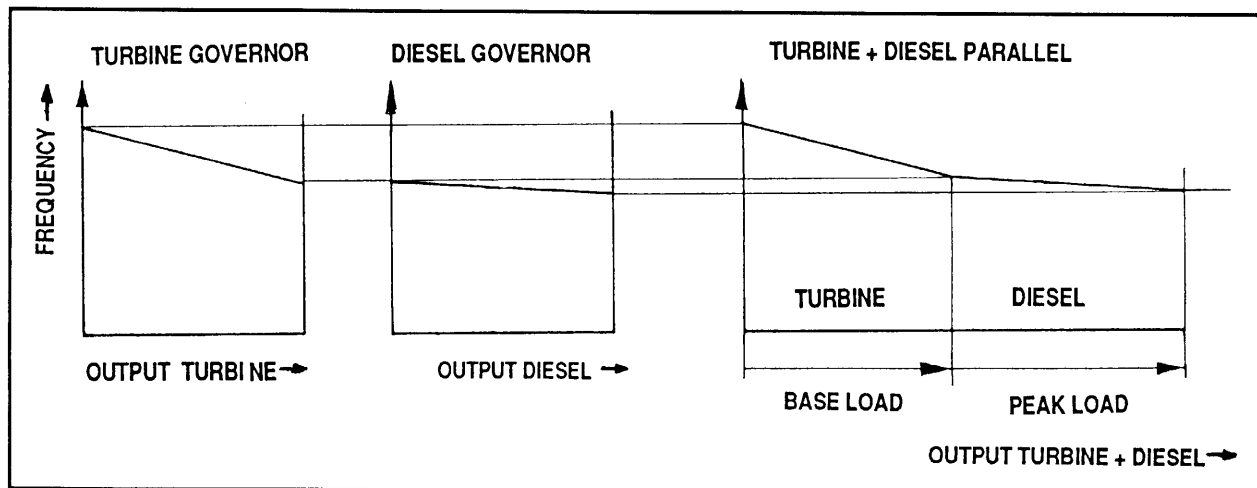 TURBINE GOVERNOR
DIESEL GOVERNOR
TURBINE + DIESEL PARALLEL
FREQUENCY →
TURBINE
DIESEL
OUTPUT TURBINE →
OUTPUT DIESEL →
BASE LOAD
PEAK LOAD
OUTPUT TURBINE + DIESEL →